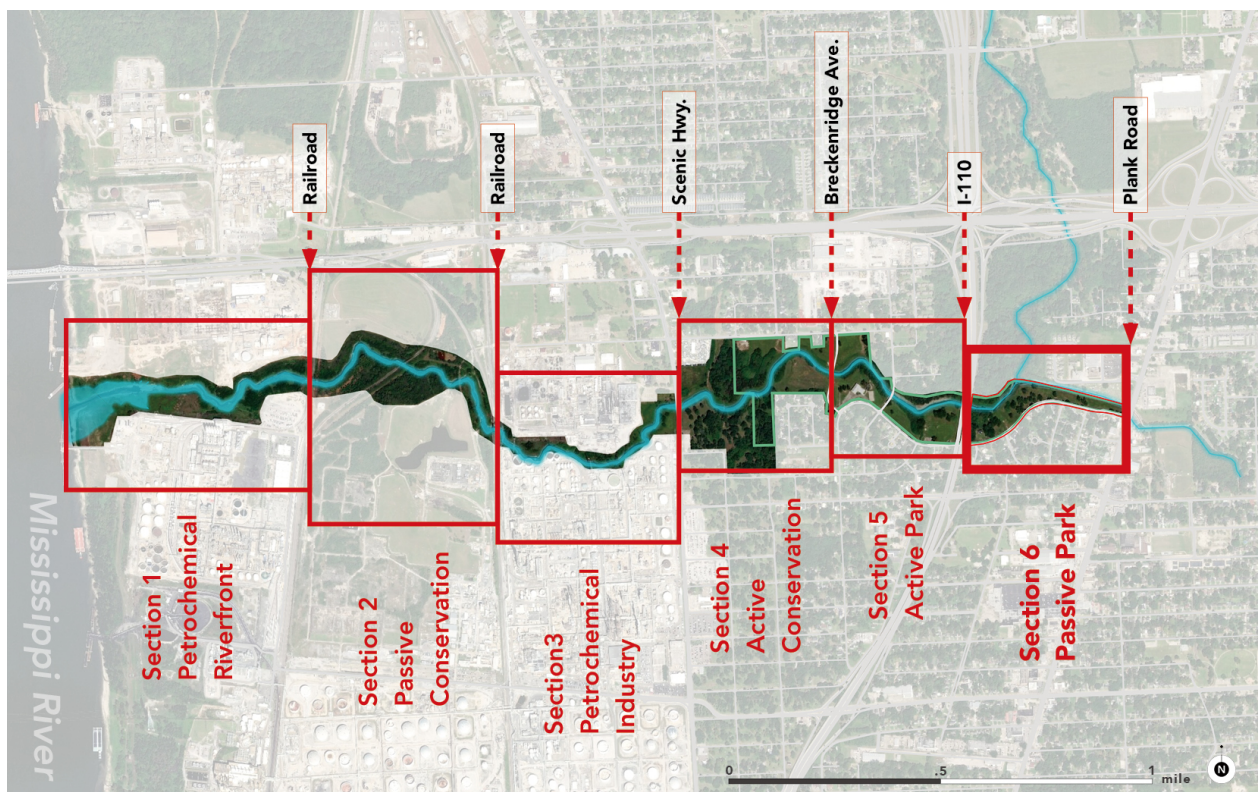 Railroad
Railroad
Scenic Hwy.
Breckenridge Ave.
I-110
Plank Road
Mississippi River
Section 1
Petrochemical
Riverfront
Section 2
Passive
Conservation
Section3
Petrochemical
Industry
Section 4
Active
Conservation
Section 5
Active Park
Section 6
Passive Park
0
.5
1
mile
N